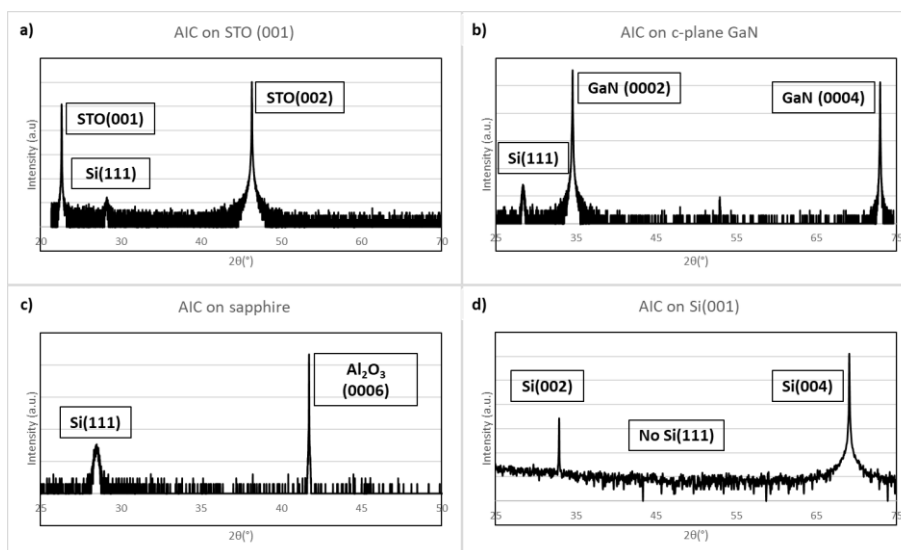 a)
AIC on STO (001)
STO(001)
STO(002)
Si(111)
Intensity (a.u)
20
30
40
50
60
70
2θ(°)
b)
AIC on c-plane GaN
GaN (0002)
GaN (0004)
Si(111)
Intensity (a.u.)
25
35
45
55
65
75
2θ(°)
c)
AIC on sapphire
Al₂O₃
(0006)
Si(111)
Intensity (a.u.)
25
30
35
40
45
50
2θ(°)
d)
AIC on Si(001)
Si(002)
Si(004)
No Si(111)
Intensity (a.u.)
25
35
45
55
65
75
2θ(°)